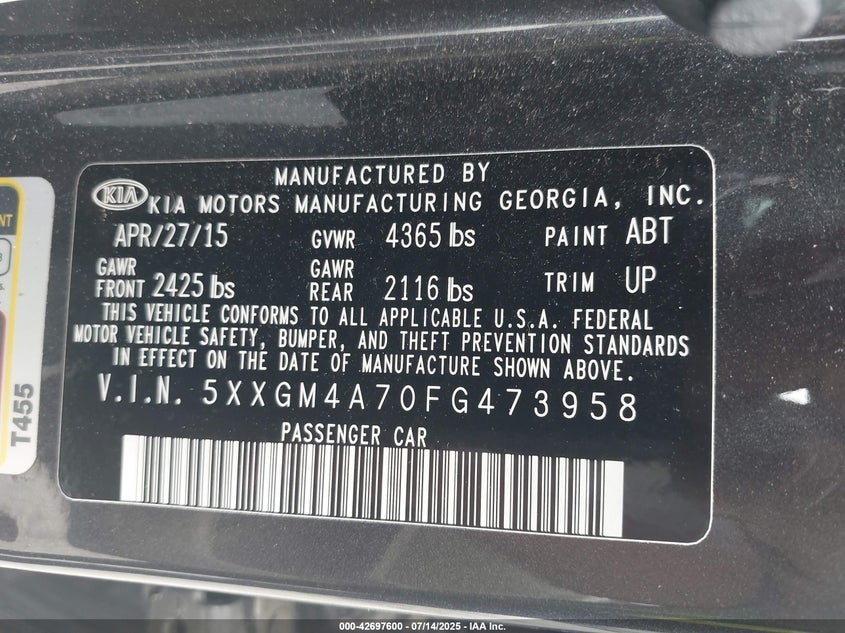 MANUFACTURED BY
KIA KIA MOTORS MANUFACTURING GEORGIA, INC.
APR/27/15 GVWR 4365 lbs PAINT ABT
GAWR FRONT 2425 lbs GAWR REAR 2116 lbs TRIM UP
THIS VEHICLE CONFORMS TO ALL APPLICABLE U.S.A. FEDERAL
MOTOR VEHICLE SAFETY, BUMPER, AND THEFT PREVENTION STANDARDS
IN EFFECT ON THE DATE OF MANUFACTURE SHOWN ABOVE.
V.I.N. 5XXGM4A70FG473958
PASSENGER CAR
T455
000-42697600 - 07/14/2025 - IAA Inc.